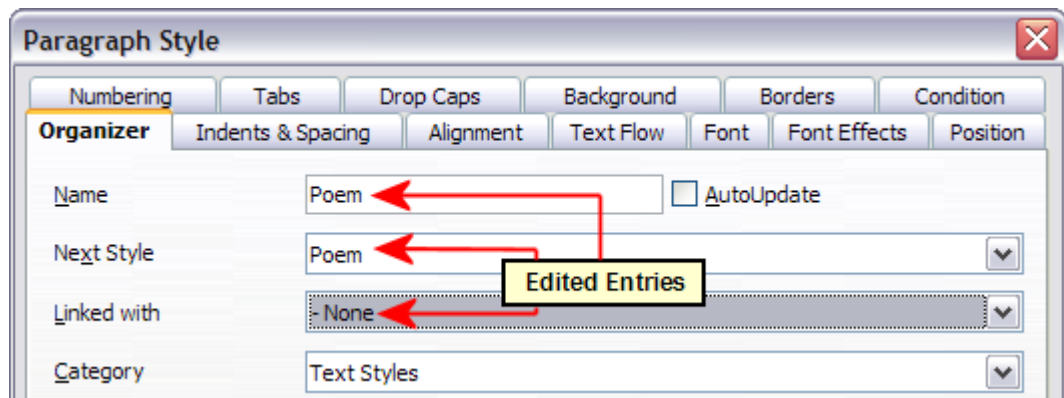 Paragraph Style
Numbering Tabs Drop Caps Background Borders Condition
Organizer Indents & Spacing Alignment Text Flow Font Font Effects Position
Name Poem AutoUpdate
Next Style Poem
Edited Entries
Linked with - None
Category Text Styles